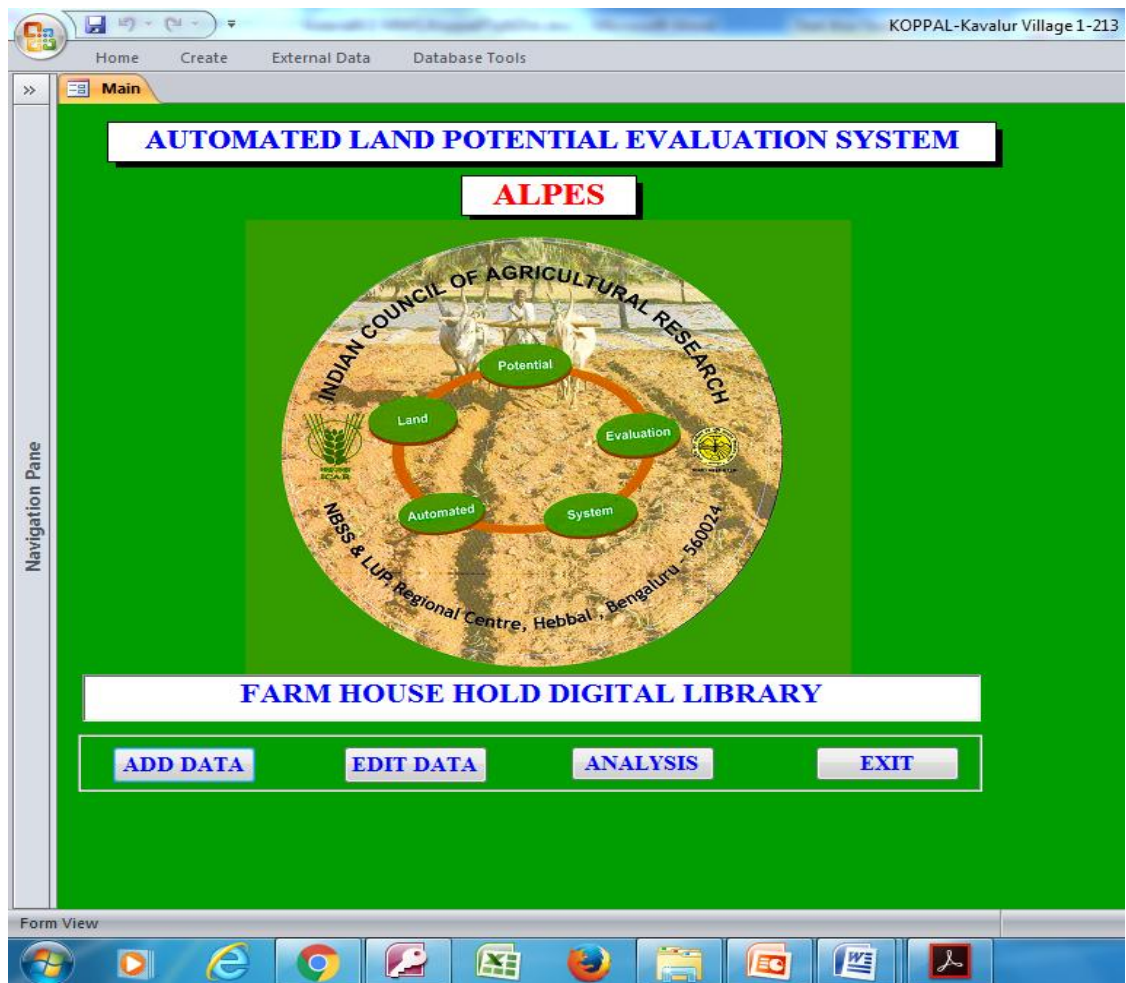 KOPPAL-Kavalur Village 1-213
Home Create External Data Database Tools
Main
AUTOMATED LAND POTENTIAL EVALUATION SYSTEM
ALPES
INDIAN COUNCIL OF AGRICULTURAL RESEARCH
Potential
Land
Evaluation
ICAR
Automated
System
NBSS & LUP, Regional Centre, Hebbal , Bengaluru - 560024
Navigation Pane
FARM HOUSE HOLD DIGITAL LIBRARY
ADD DATA EDIT DATA ANALYSIS EXIT
Form View